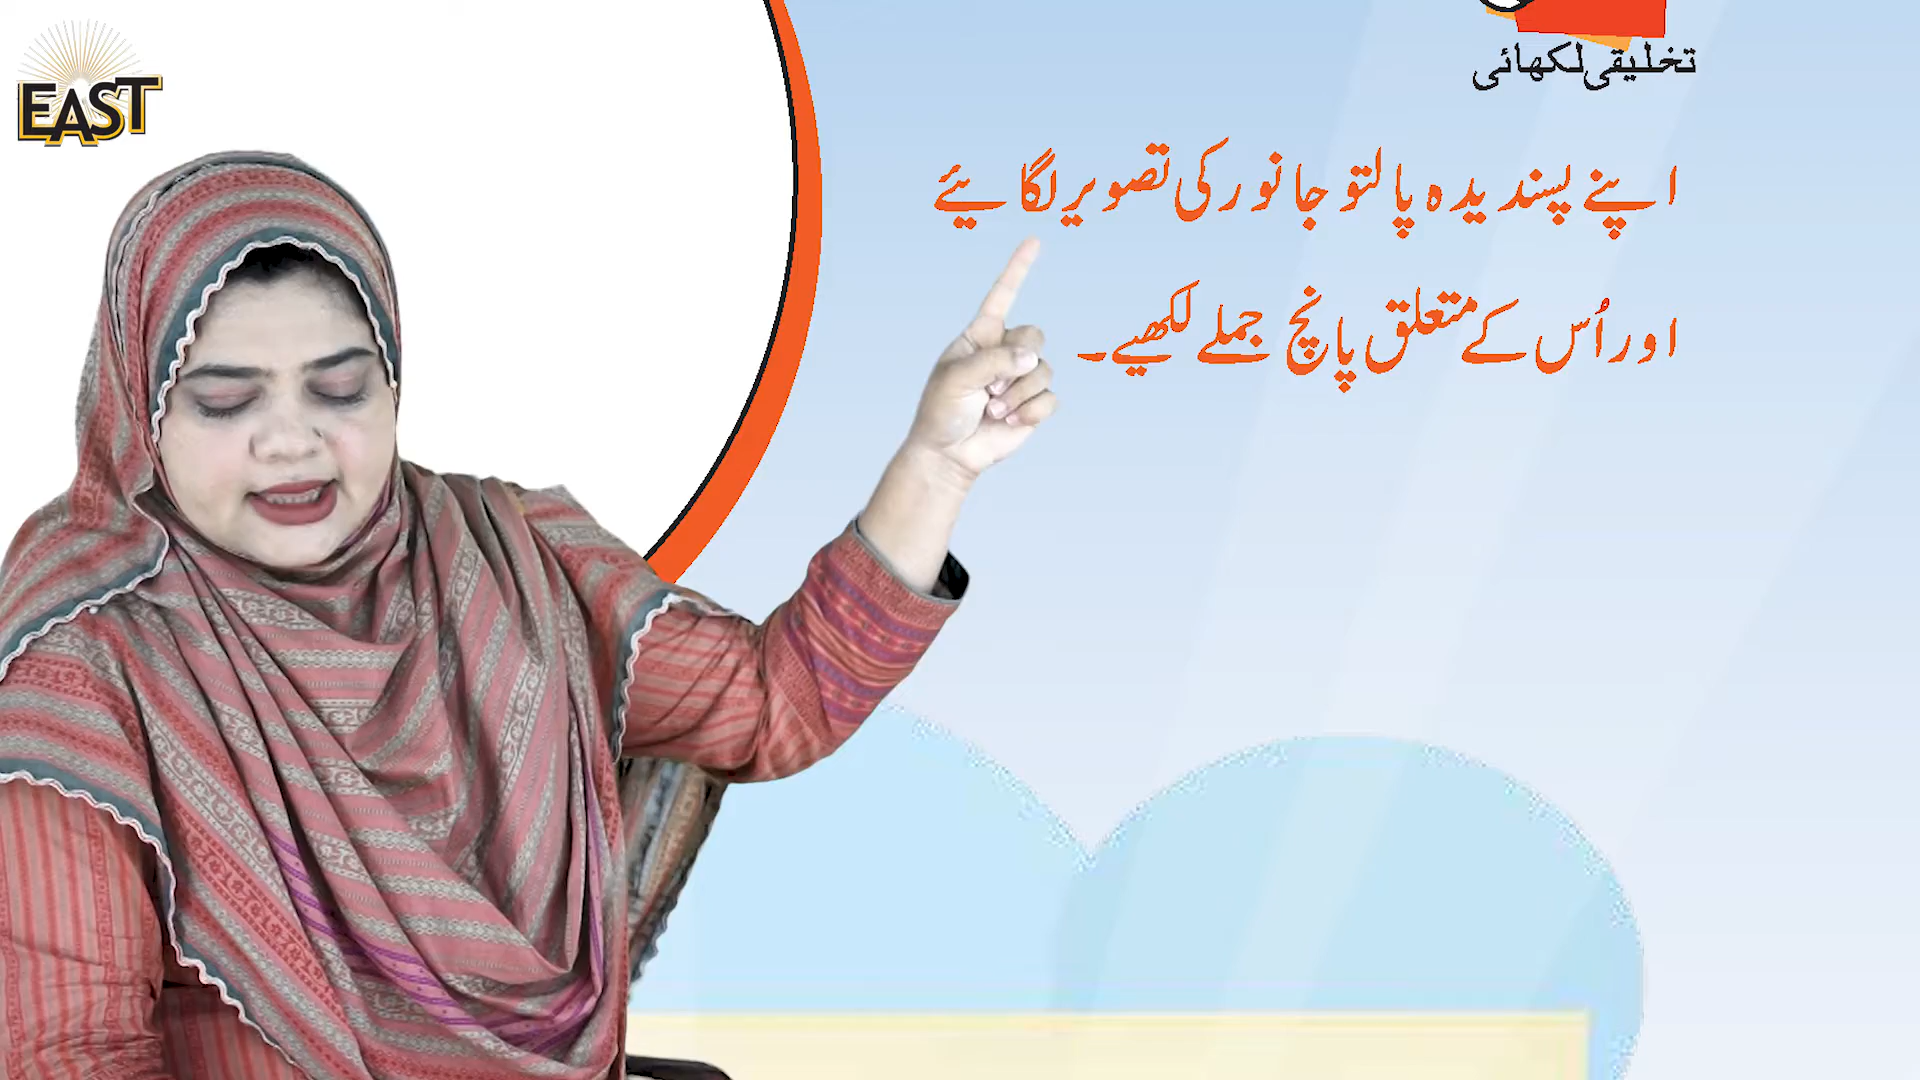 EAST
تخلیقی لکھائی
اپنے پسندیدہ پالتو جانور کی تصویر لگائیے
اور اُس کے متعلق پانچ جملے لکھیے۔